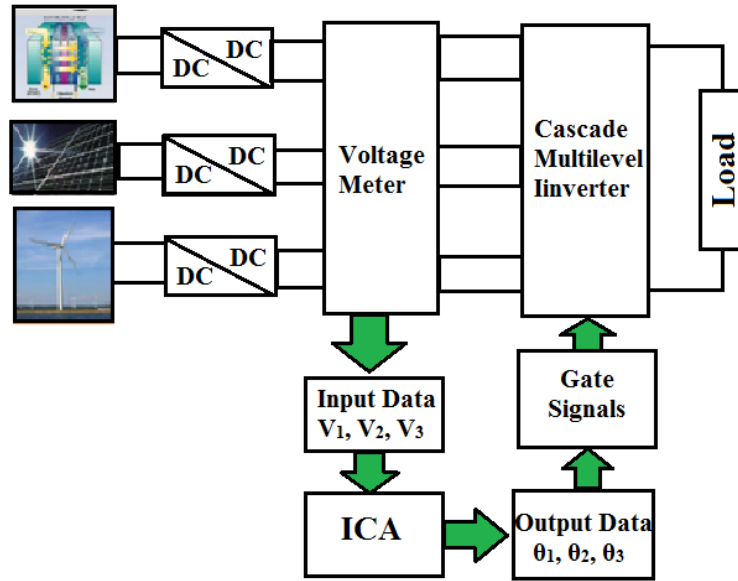 DC
DC
DC
DC
DC
DC
Voltage
Meter
Cascade
Multilevel
Iinverter
Load
Input Data
V₁, V₂, V₃
Gate
Signals
ICA
Output Data
θ₁, θ₂, θ₃